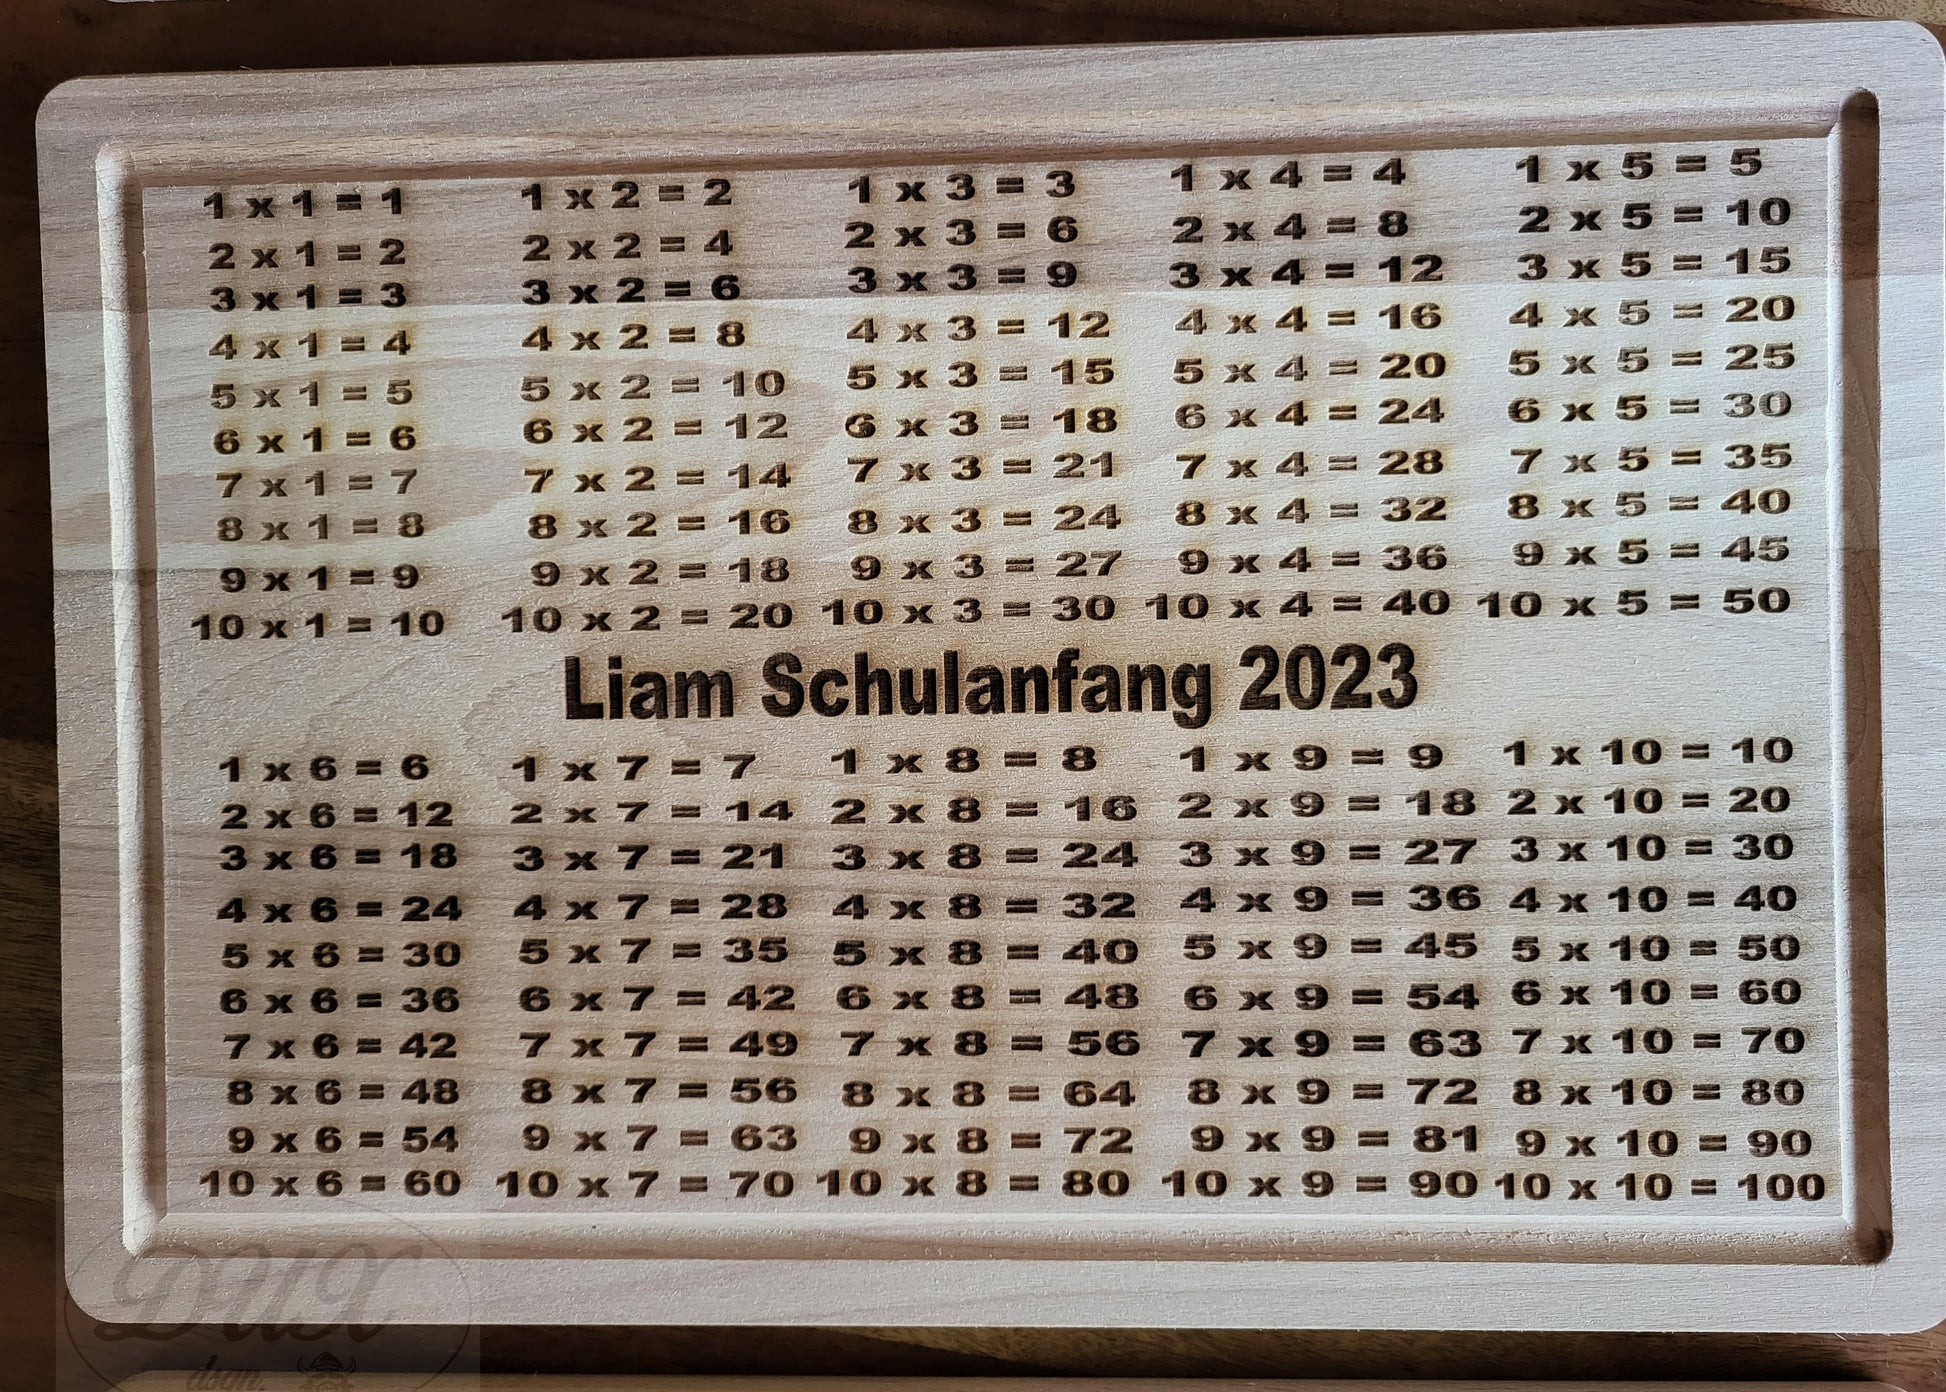 1 x 1 = 1 1 x 2 = 2 1 x 3 = 3 1 x 4 = 4 1 x 5 = 5
2 x 1 = 2 2 x 2 = 4 2 x 3 = 6 2 x 4 = 8 2 x 5 = 10
3 x 1 = 3 3 x 2 = 6 3 x 3 = 9 3 x 4 = 12 3 x 5 = 15
4 x 1 = 4 4 x 2 = 8 4 x 3 = 12 4 x 4 = 16 4 x 5 = 20
5 x 1 = 5 5 x 2 = 10 5 x 3 = 15 5 x 4 = 20 5 x 5 = 25
6 x 1 = 6 6 x 2 = 12 6 x 3 = 18 6 x 4 = 24 6 x 5 = 30
7 x 1 = 7 7 x 2 = 14 7 x 3 = 21 7 x 4 = 28 7 x 5 = 35
8 x 1 = 8 8 x 2 = 16 8 x 3 = 24 8 x 4 = 32 8 x 5 = 40
9 x 1 = 9 9 x 2 = 18 9 x 3 = 27 9 x 4 = 36 9 x 5 = 45
10 x 1 = 10 10 x 2 = 20 10 x 3 = 30 10 x 4 = 40 10 x 5 = 50
Liam Schulanfang 2023
1 x 6 = 6 1 x 7 = 7 1 x 8 = 8 1 x 9 = 9 1 x 10 = 10
2 x 6 = 12 2 x 7 = 14 2 x 8 = 16 2 x 9 = 18 2 x 10 = 20
3 x 6 = 18 3 x 7 = 21 3 x 8 = 24 3 x 9 = 27 3 x 10 = 30
4 x 6 = 24 4 x 7 = 28 4 x 8 = 32 4 x 9 = 36 4 x 10 = 40
5 x 6 = 30 5 x 7 = 35 5 x 8 = 40 5 x 9 = 45 5 x 10 = 50
6 x 6 = 36 6 x 7 = 42 6 x 8 = 48 6 x 9 = 54 6 x 10 = 60
7 x 6 = 42 7 x 7 = 49 7 x 8 = 56 7 x 9 = 63 7 x 10 = 70
8 x 6 = 48 8 x 7 = 56 8 x 8 = 64 8 x 9 = 72 8 x 10 = 80
9 x 6 = 54 9 x 7 = 63 9 x 8 = 72 9 x 9 = 81 9 x 10 = 90
10 x 6 = 60 10 x 7 = 70 10 x 8 = 80 10 x 9 = 90 10 x 10 = 100
DUX
dsgn.